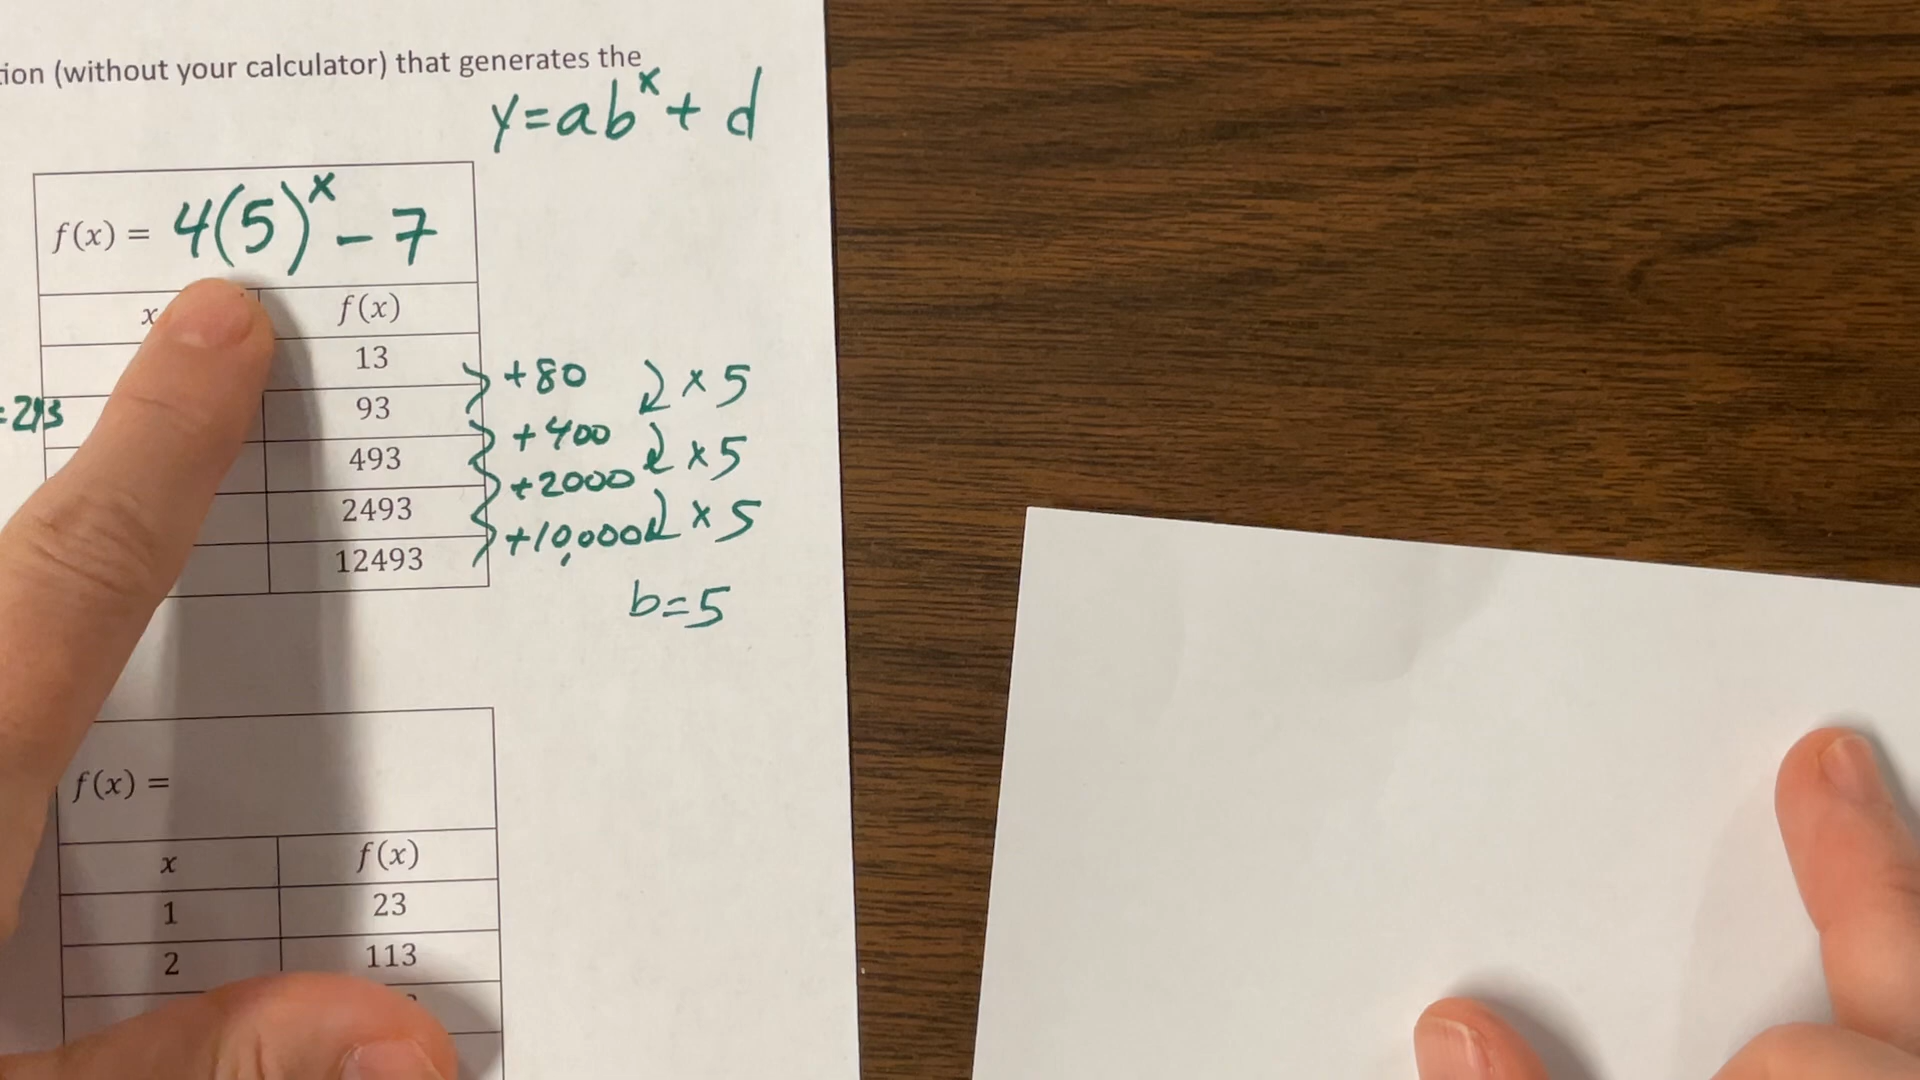 (without your calculator) that generates the
y=ab^x + d
f(x) = 4(5)^x - 7
x f(x)
13 +80 ×5
= 213 93
+400 ×5
493
+2000
2493 ×5
+10,000
12493
b=5
f(x) =
x f(x)
1 23
2 113